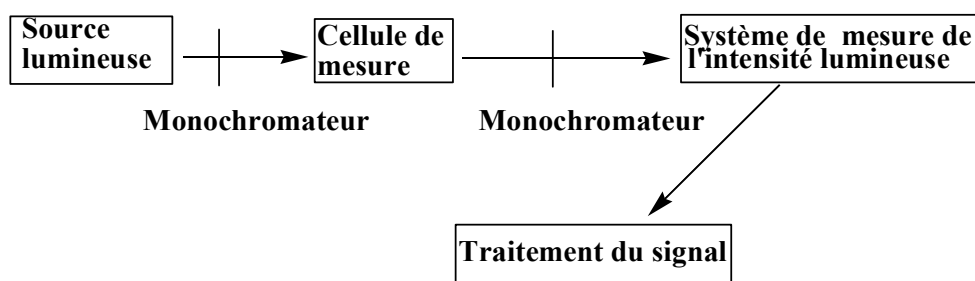 Source
lumineuse
Cellule de
mesure
Système de mesure de
l'intensité lumineuse
Monochromateur
Monochromateur
Traitement du signal